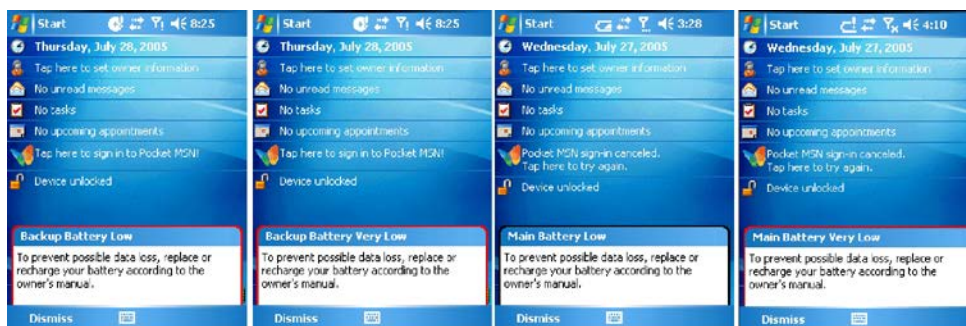 Start 8:25
Thursday, July 28, 2005
Tap here to set owner information
No unread messages
No tasks
No upcoming appointments
Tap here to sign in to Pocket MSN!
Device unlocked
Backup Battery Low
To prevent possible data loss, replace or
recharge your battery according to the
owner's manual.
Dismiss
Start 8:25
Thursday, July 28, 2005
Tap here to set owner information
No unread messages
No tasks
No upcoming appointments
Tap here to sign in to Pocket MSN!
Device unlocked
Backup Battery Very Low
To prevent possible data loss, replace or
recharge your battery according to the
owner's manual.
Dismiss
Start 3:28
Wednesday, July 27, 2005
Tap here to set owner information
No unread messages
No tasks
No upcoming appointments
Pocket MSN sign-in canceled.
Tap here to try again.
Device unlocked
Main Battery Low
To prevent possible data loss, replace or
recharge your battery according to the
owner's manual.
Dismiss
Start 4:10
Wednesday, July 27, 2005
Tap here to set owner information
No unread messages
No tasks
No upcoming appointments
Pocket MSN sign-in canceled.
Tap here to try again.
Device unlocked
Main Battery Very Low
To prevent possible data loss, replace or
recharge your battery according to the
owner's manual.
Dismiss